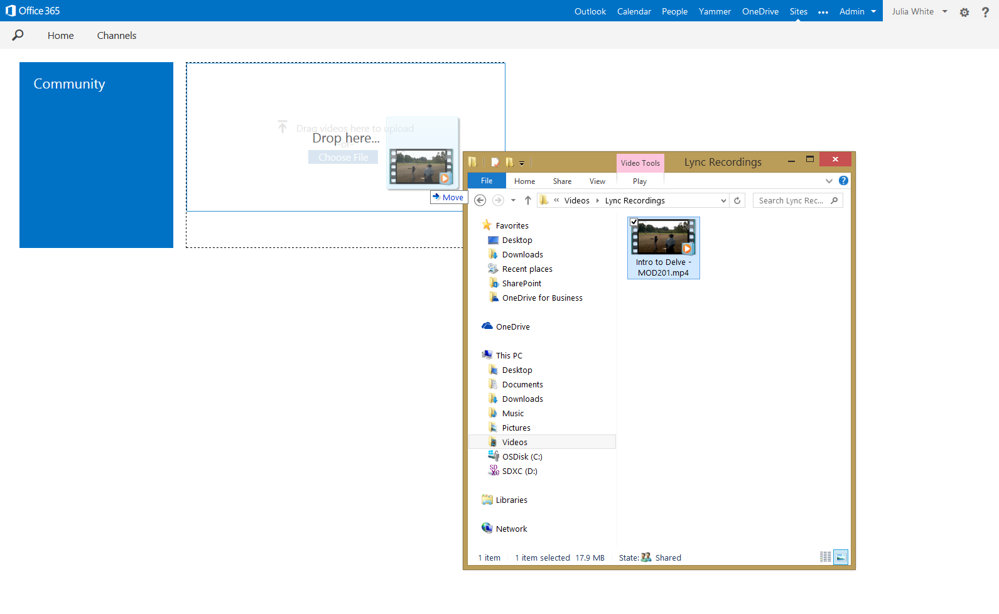 Office 365
Outlook Calendar People Yammer OneDrive Sites ••• Admin
Julia White
?
Home Channels
Community
Drag videos here to upload
Drop here...
-or-
Choose File
Move
Video Tools
Lync Recordings
File Home Share View Play
?
« Videos Lync Recordings
Search Lync Rec...
Favorites
Desktop
Downloads
Recent places
SharePoint
OneDrive for Business
OneDrive
This PC
Desktop
Documents
Downloads
Music
Pictures
Videos
OSDisk (C:)
SD
XC
SDXC (D:)
Libraries
Network
Intro to Delve -
MOD201.mp4
1 item 1 item selected 17.9 MB State: Shared